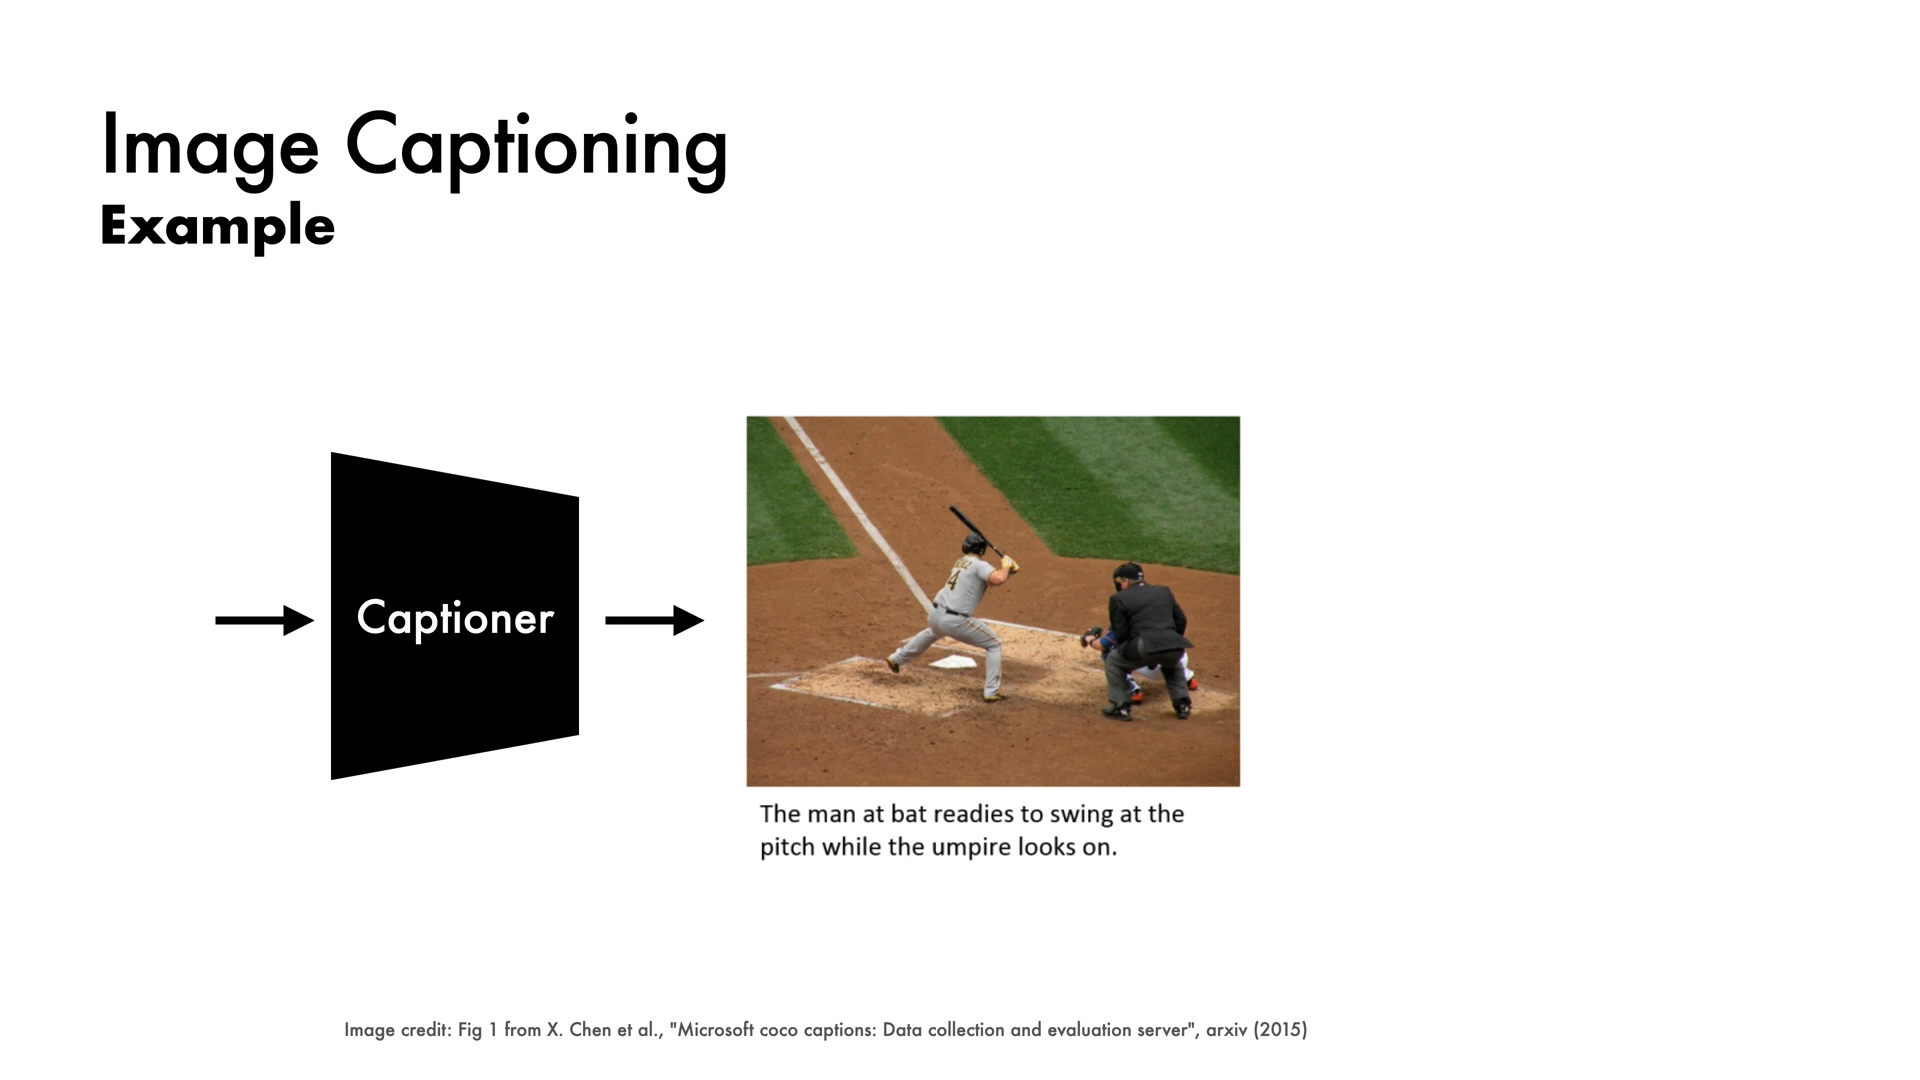 Image Captioning
Example
Captioner
The man at bat readies to swing at the
pitch while the umpire looks on.
Image credit: Fig 1 from X. Chen et al., "Microsoft coco captions: Data collection and evaluation server", arxiv (2015)